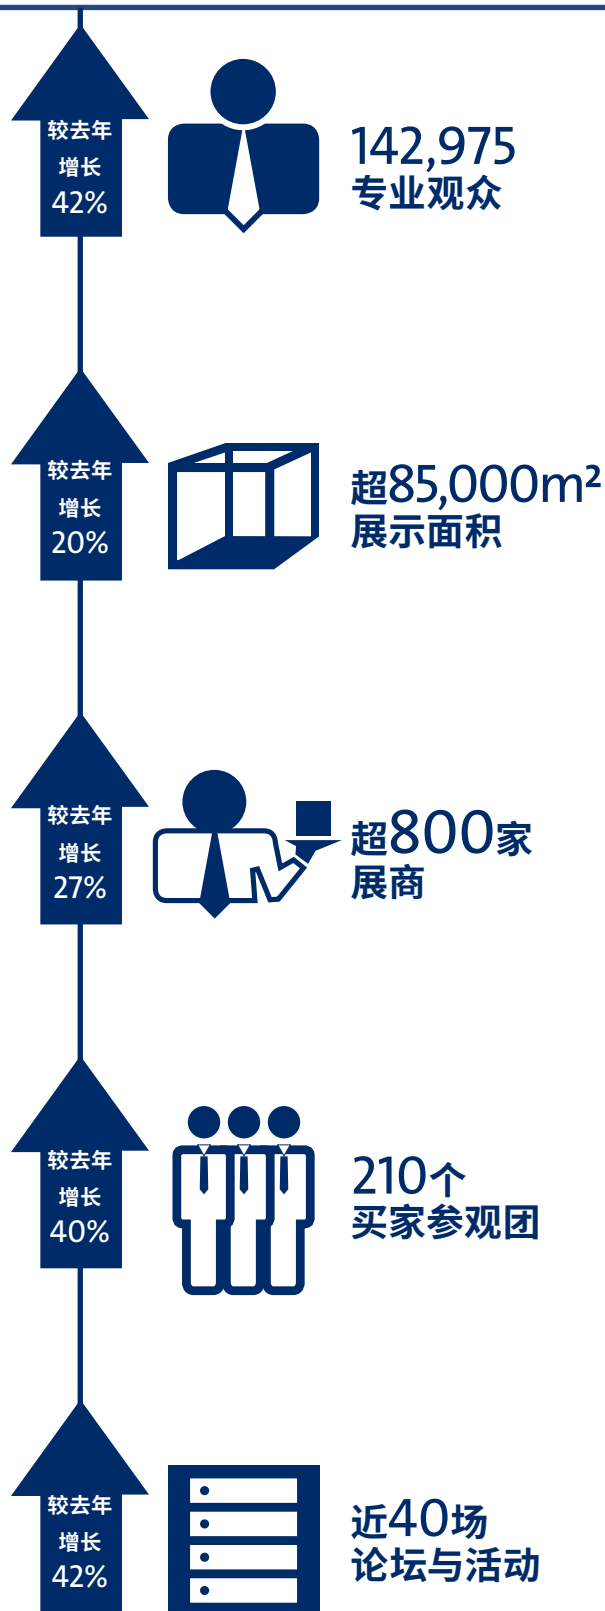 较去年
增长
42%
142,975
专业观众
较去年
增长
20%
超85,000m²
展示面积
较去年
增长
27%
超800家
展商
较去年
增长
40%
210个
买家参观团
较去年
增长
42%
近40场
论坛与活动